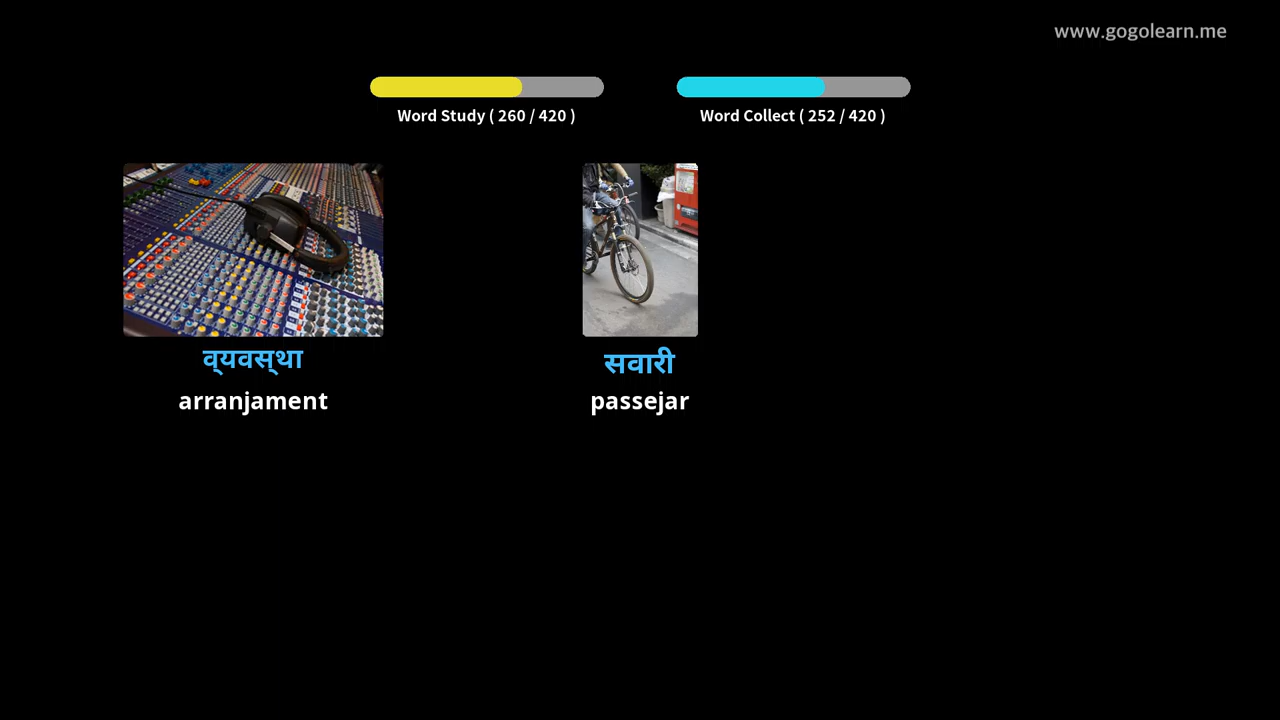 www.gogolearn.me
Word Study ( 260 / 420 )
Word Collect ( 252 / 420 )
व्यवस्था
सवारी
arranjament
passejar